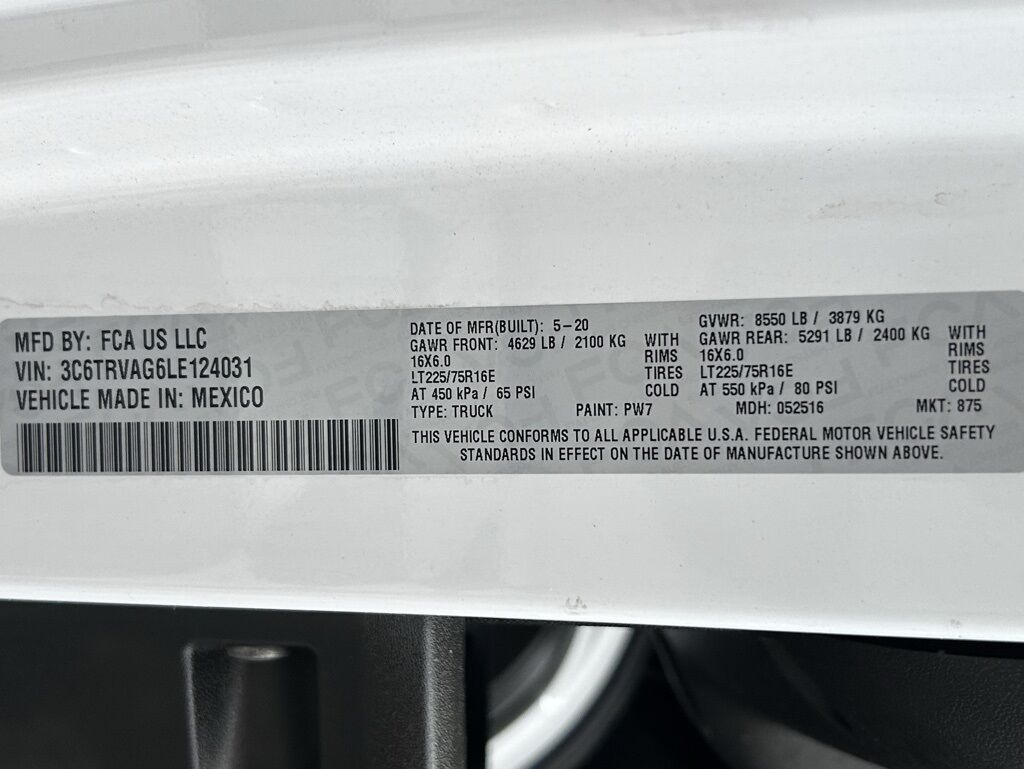 MFD BY: FCA US LLC
VIN: 3C6TRVAG6LE124031
VEHICLE MADE IN: MEXICO
DATE OF MFR(BUILT): 5-20
GAWR FRONT: 4629 LB / 2100 KG WITH
16X6.0 RIMS
LT225/75R16E TIRES
AT 450 kPa / 65 PSI COLD
GVWR: 8550 LB / 3879 KG
GAWR REAR: 5291 LB / 2400 KG WITH
16X6.0 RIMS
LT225/75R16E TIRES
AT 550 kPa / 80 PSI COLD
TYPE: TRUCK PAINT: PW7 MDH: 052516 MKT: 875
THIS VEHICLE CONFORMS TO ALL APPLICABLE U.S.A. FEDERAL MOTOR VEHICLE SAFETY
STANDARDS IN EFFECT ON THE DATE OF MANUFACTURE SHOWN ABOVE.